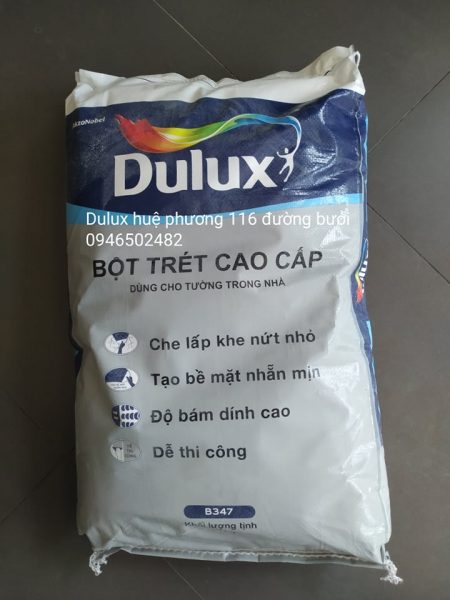 AkzoNobel
Dulux
Dulux huệ phương 116 đường bưởi
0946502482
BỘT TRÉT CAO CẤP
DÙNG CHO TƯỜNG TRONG NHÀ
Che lấp khe nứt nhỏ
Tạo bề mặt nhẵn mịn
Độ bám dính cao
Dễ thi công
B347
Khối lượng tịnh